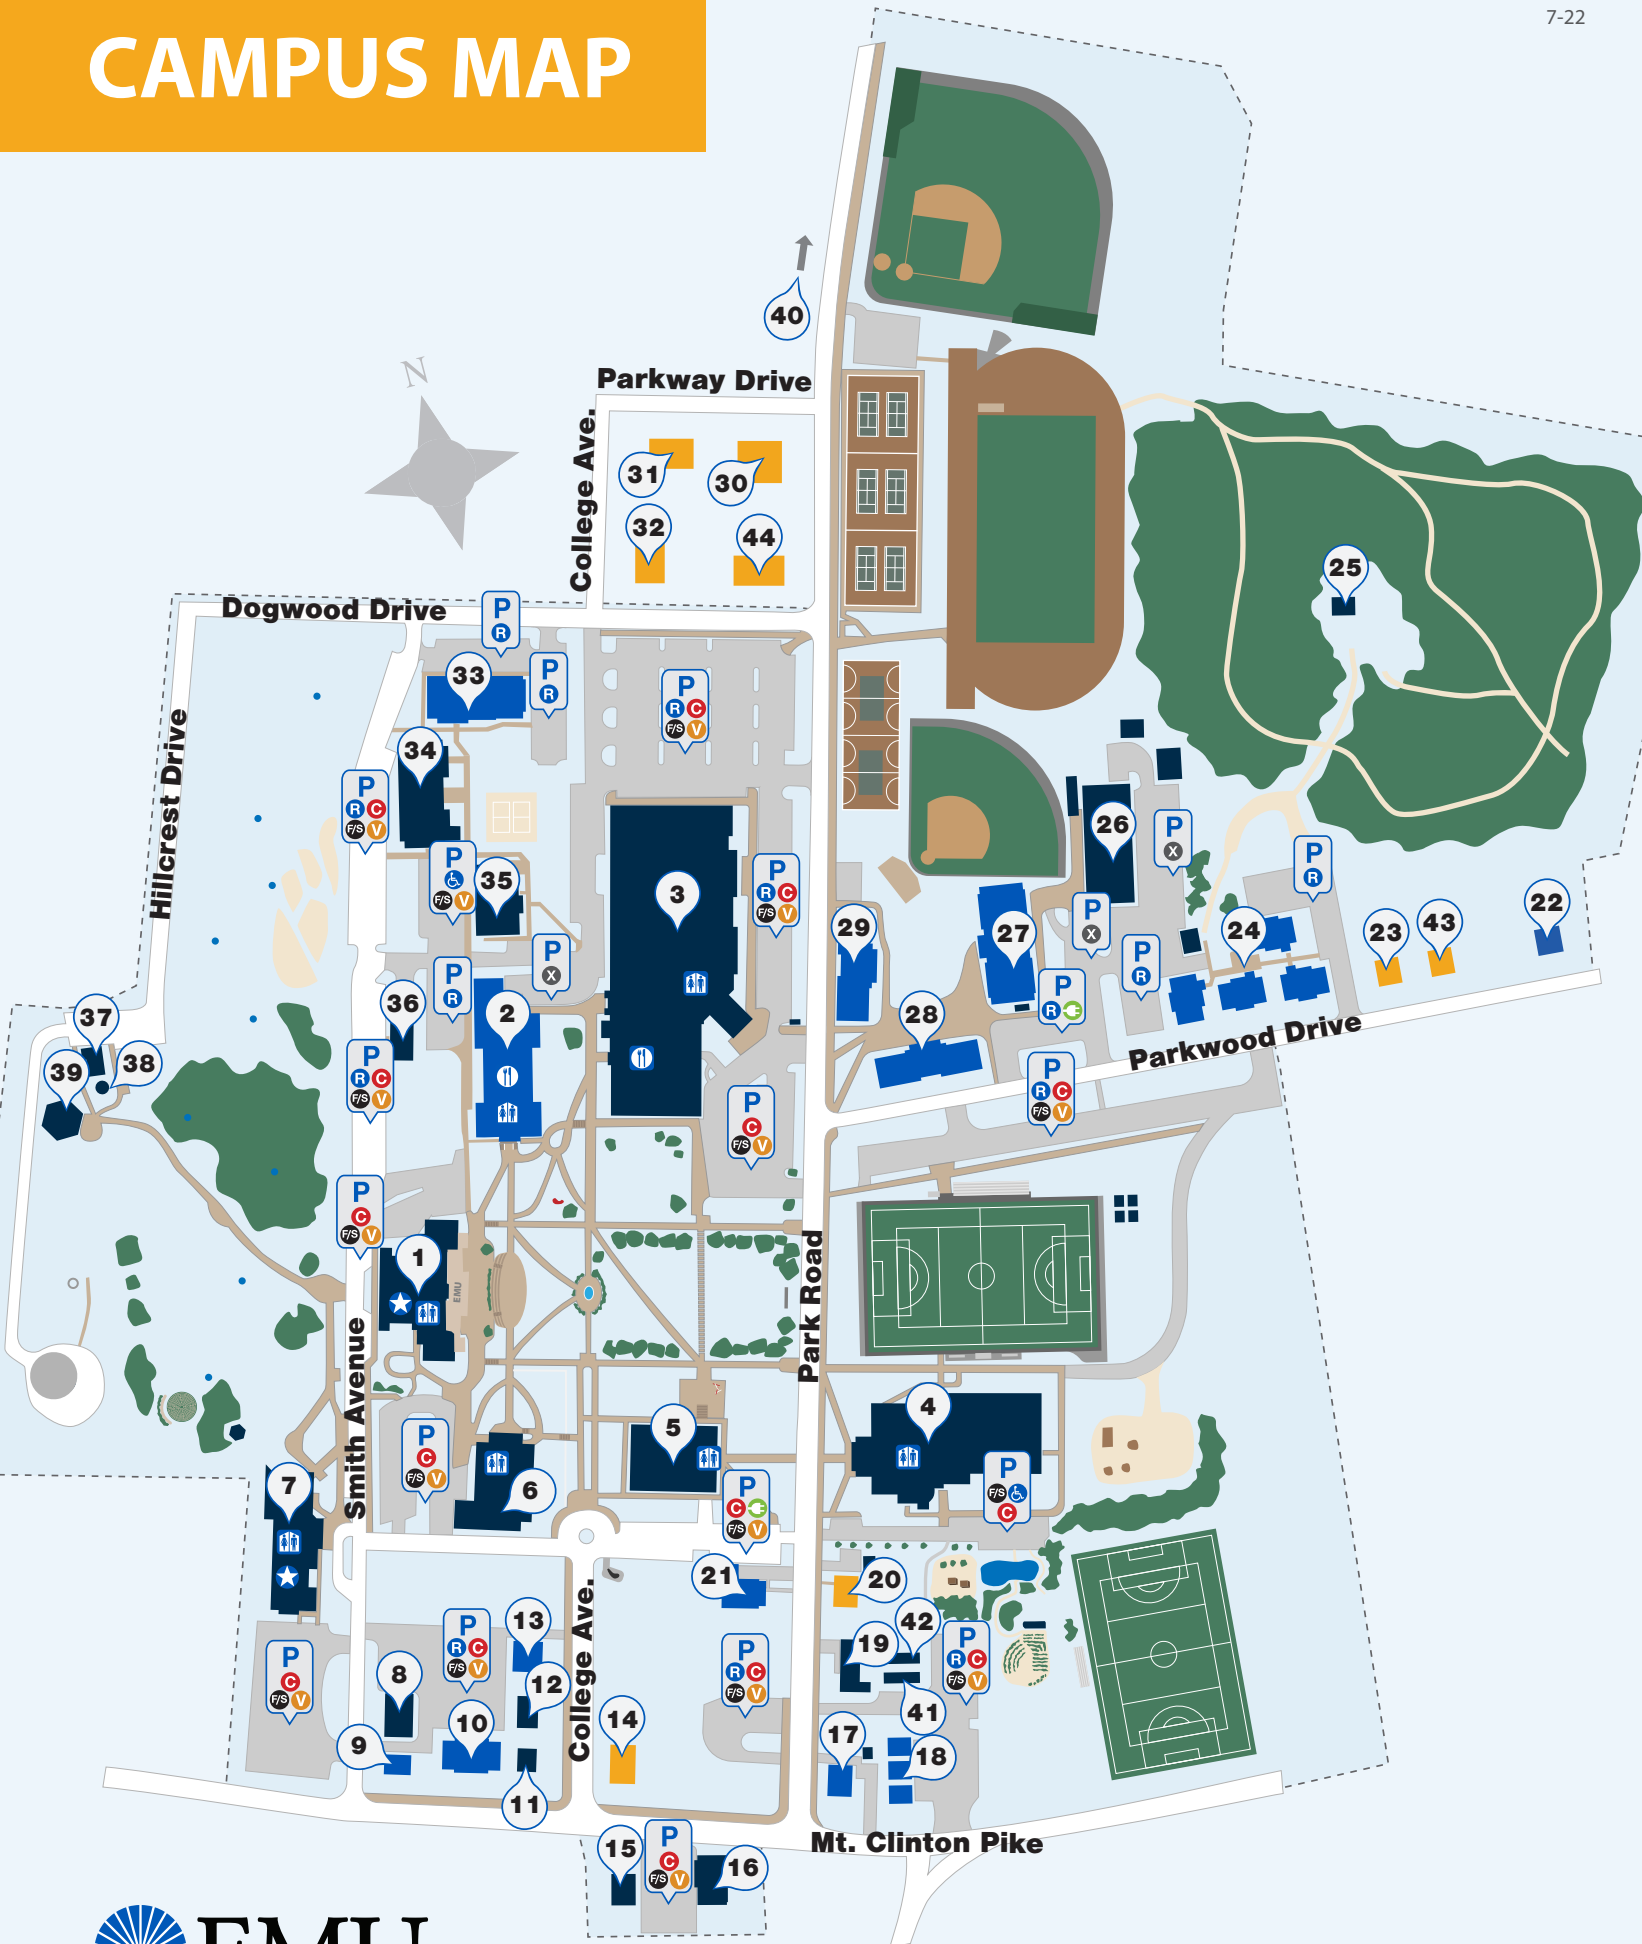 CAMPUS MAP
7-22
40
N
Parkway Drive
College Ave.
31
30
32
44
25
Dogwood Drive
P
R
33
P
R
P
R C
F/S V
34
Hillcrest Drive
P
R C
F/S V
26
P
X
P
R
P
F/S V
35
3
P
R C
F/S V
29
27
P
X
24
23
43
22
P
X
P
R
P
R
36
2
P
R
28
37
38
39
P
R C
F/S V
Parkwood Drive
P
R C
F/S V
P
C
F/S V
P
C
F/S V
1
EMU
Park Road
Smith Avenue
P
C
F/S V
5
4
6
7
P
C
F/S V
P
F/S
C
21
20
13
42
19
P
R C
F/S V
P
C
F/S V
8
P
R C
F/S V
12
College Ave.
P
R C
F/S V
41
10
9
14
17
18
11
Mt. Clinton Pike
15
P
C
F/S V
16
EMU